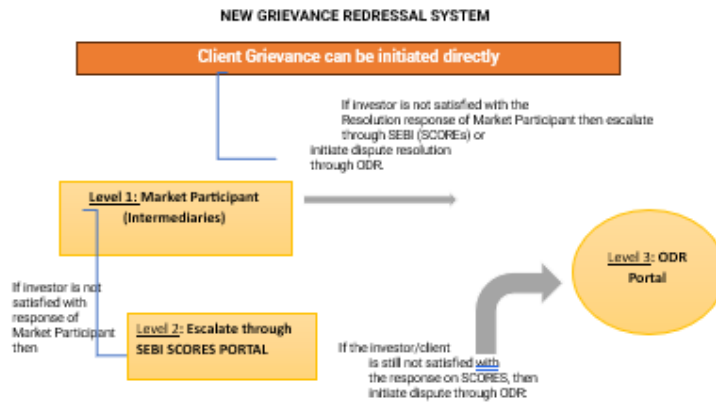 NEW GRIEVANCE REDRESSAL SYSTEM
Client Grievance can be initiated directly
If investor is not satisfied with the
Resolution response of Market Participant then escalate
through SEBI (SCOREs) or
initiate dispute resolution
through ODR.
Level 1: Market Participant
(Intermediaries)
Level 3: ODR
Portal
If investor is not
satisfied with
response of
Market Participant
then
Level 2: Escalate through
SEBI SCORES PORTAL
If the investor/client
is still not satisfied with
the response on SCORES, then
initiate dispute through ODR.